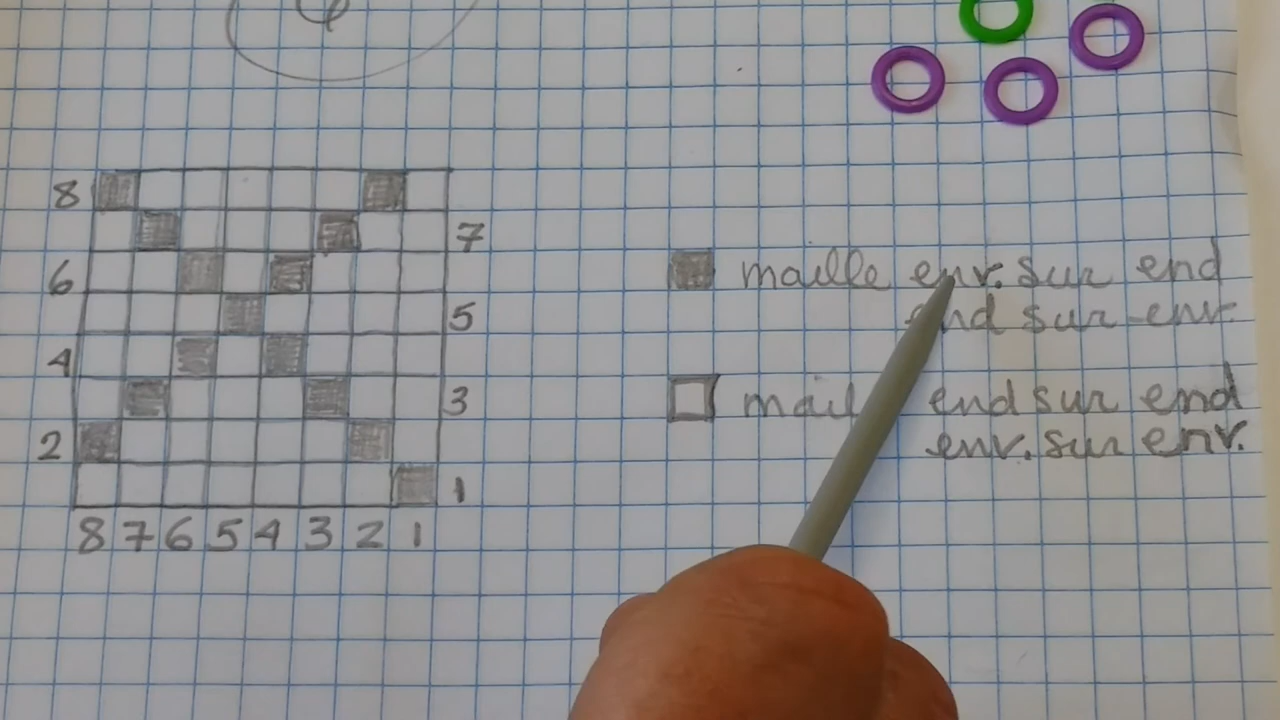 8
7
6
5
4
3
2
1
8 7 6 5 4 3 2 1
maille env. sur end
end sur env.
end sur end
env. sur env.